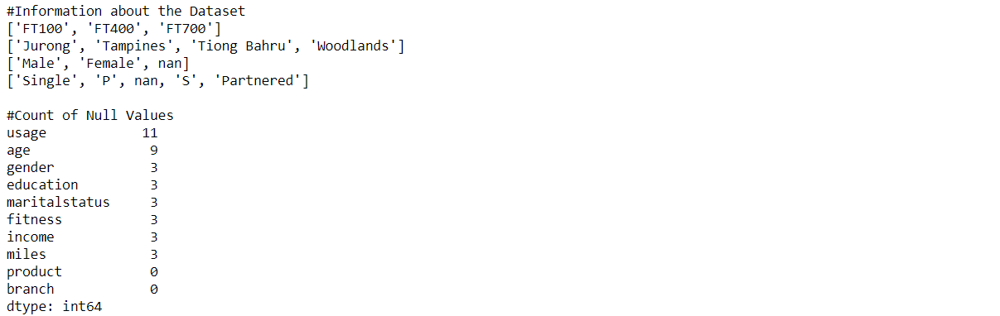 #Information about the Dataset
['FT100', 'FT400', 'FT700']
['Jurong', 'Tampines', 'Tiong Bahru', 'Woodlands']
['Male', 'Female', nan]
['Single', 'P', nan, 'S', 'Partnered']

#Count of Null Values
usage 11
age 9
gender 3
education 3
maritalstatus 3
fitness 3
income 3
miles 3
product 0
branch 0
dtype: int64